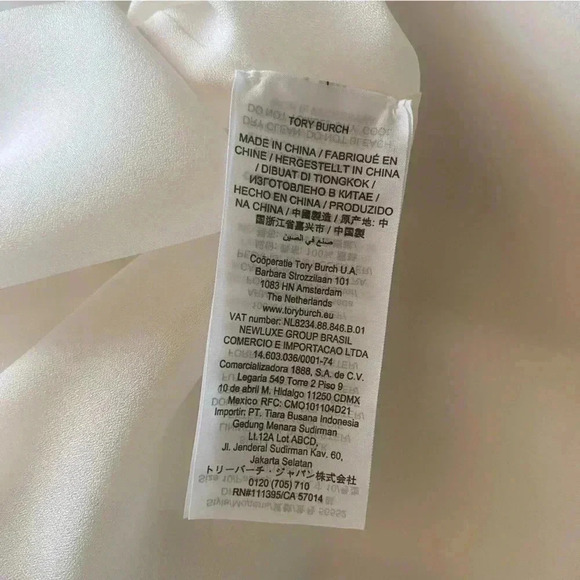 TORY BURCH
MADE IN CHINA / FABRIQUÉ EN
CHINE / HERGESTELLT IN CHINA
/ DIBUAT DI TIONGKOK /
ИЗГОТОВЛЕНО В КИТАЕ /
HECHO EN CHINA / PRODUZIDO
NA CHINA / 中國製造 / 原产地: 中
国浙江省嘉兴市 / 中国製
صنع في الصين
Coöperatie Tory Burch U.A.
Barbara Strozzilaan 101
1083 HN Amsterdam
The Netherlands
www.toryburch.eu
VAT number: NL8234.88.846.B.01
NEWLUXE GROUP BRASIL
COMERCIO E IMPORTACAO LTDA
14.603.036/0001-74
Comercializadora 1888, S.A. de C.V.
Legaria 549 Torre 2 Piso 9
10 de abril M. Hidalgo 11250 CDMX
Mexico RFC: CMO101104D21
Importir: PT. Tiara Busana Indonesia
Gedung Menara Sudirman
Lt.12A Lot ABCD,
Jl. Jenderal Sudirman Kav. 60,
Jakarta Selatan
トリーバーチ・ジャパン株式会社
0120 (705) 710
RN#111395/CA 57014